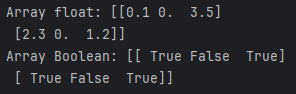 Array float: [[0.1 0.  3.5]
 [2.3 0.  1.2]]
Array Boolean: [[ True False  True]
 [ True False  True]]